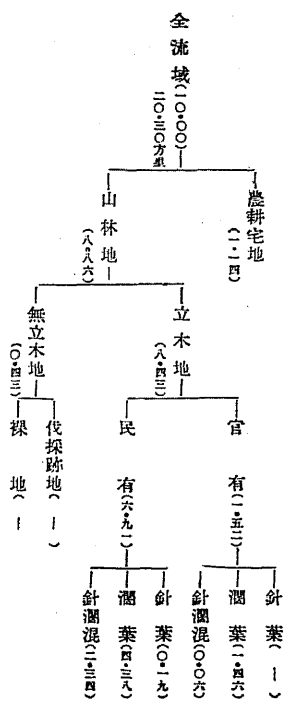 全流域(一〇・〇〇)
二〇・三〇方粁
農耕宅地
(一・一四)
山林地
(八・八六)
立木地
(八・四三)
無立木地
(〇・四三)
官有(一・五二)
民有(六・九一)
伐採跡地(ー)
裸地(ー)
針葉(ー)
濶葉(一・四六)
針濶混(〇・〇六)
針葉(〇・一九)
濶葉(四・三八)
針濶混(二・三四)